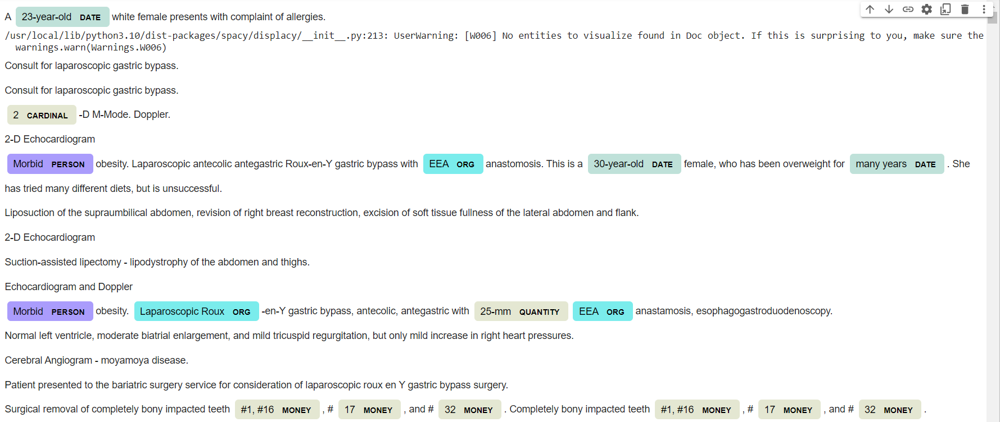 A 23-year-old DATE white female presents with complaint of allergies.
/usr/local/lib/python3.10/dist-packages/spacy/displacy/__init__.py:213: UserWarning: [W006] No entities to visualize found in Doc object. If this is surprising to you, make sure the
warnings.warn(Warnings.W006)
Consult for laparoscopic gastric bypass.
Consult for laparoscopic gastric bypass.
2 CARDINAL -D M-Mode. Doppler.
2-D Echocardiogram
Morbid PERSON obesity. Laparoscopic antecolic antegastric Roux-en-Y gastric bypass with EEA ORG anastomosis. This is a 30-year-old DATE female, who has been overweight for many years DATE . She
has tried many different diets, but is unsuccessful.
Liposuction of the supraumbilical abdomen, revision of right breast reconstruction, excision of soft tissue fullness of the lateral abdomen and flank.
2-D Echocardiogram
Suction-assisted lipectomy - lipodystrophy of the abdomen and thighs.
Echocardiogram and Doppler
Morbid PERSON obesity. Laparoscopic Roux ORG -en-Y gastric bypass, antecolic, antegastric with 25-mm QUANTITY EEA ORG anastamosis, esophagogastroduodenoscopy.
Normal left ventricle, moderate biatrial enlargement, and mild tricuspid regurgitation, but only mild increase in right heart pressures.
Cerebral Angiogram - moyamoya disease.
Patient presented to the bariatric surgery service for consideration of laparoscopic roux en Y gastric bypass surgery.
Surgical removal of completely bony impacted teeth #1, #16 MONEY , # 17 MONEY , and # 32 MONEY . Completely bony impacted teeth #1, #16 MONEY , # 17 MONEY , and # 32 MONEY .